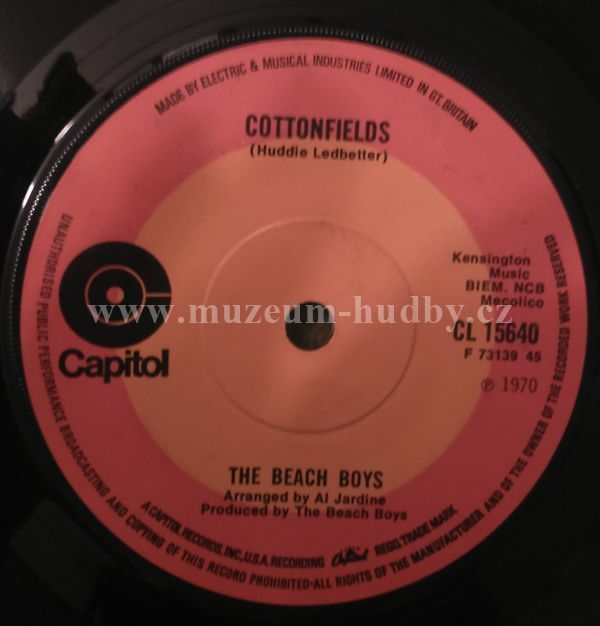 MADE BY ELECTRIC & MUSICAL INDUSTRIES LIMITED IN GT. BRITAIN
COTTONFIELDS
(Huddie Ledbetter)
Kensington
Music
BIEM. NCB
Mecolico
www.muzeum-hudby.cz
CL 15640
F 73139 45
℗ 1970
Capitol
THE BEACH BOYS
Arranged by Al Jardine
Produced by The Beach Boys
A CAPITOL RECORDS, INC., U.S.A. RECORDING Capitol REGD. TRADE MARK
UNAUTHORISED PUBLIC PERFORMANCE BROADCASTING AND COPYING OF THIS RECORD PROHIBITED·ALL RIGHTS OF THE MANUFACTURER AND OF THE OWNER OF THE RECORDED WORK RESERVED